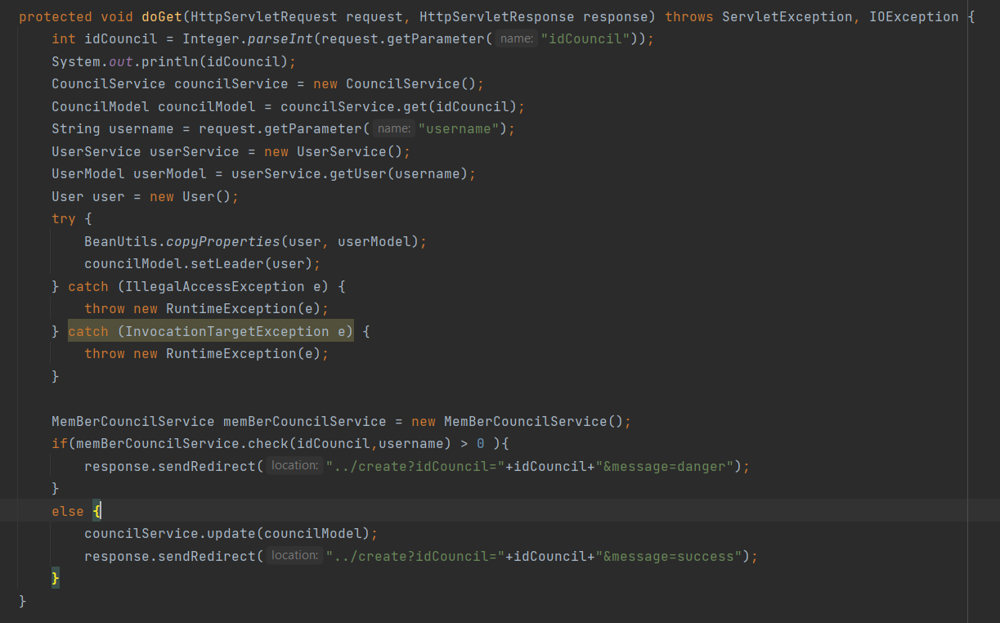 protected void doGet(HttpServletRequest request, HttpServletResponse response) throws ServletException, IOException {
    int idCouncil = Integer.parseInt(request.getParameter( name: "idCouncil"));
    System.out.println(idCouncil);
    CouncilService councilService = new CouncilService();
    CouncilModel councilModel = councilService.get(idCouncil);
    String username = request.getParameter( name: "username");
    UserService userService = new UserService();
    UserModel userModel = userService.getUser(username);
    User user = new User();
    try {
        BeanUtils.copyProperties(user, userModel);
        councilModel.setLeader(user);
    } catch (IllegalAccessException e) {
        throw new RuntimeException(e);
    } catch (InvocationTargetException e) {
        throw new RuntimeException(e);
    }
    MemBerCouncilService memBerCouncilService = new MemBerCouncilService();
    if(memBerCouncilService.check(idCouncil,username) > 0 ){
        response.sendRedirect( location: "../create?idCouncil="+idCouncil+"&message=danger");
    }
    else {
        councilService.update(councilModel);
        response.sendRedirect( location: "../create?idCouncil="+idCouncil+"&message=success");
    }
}